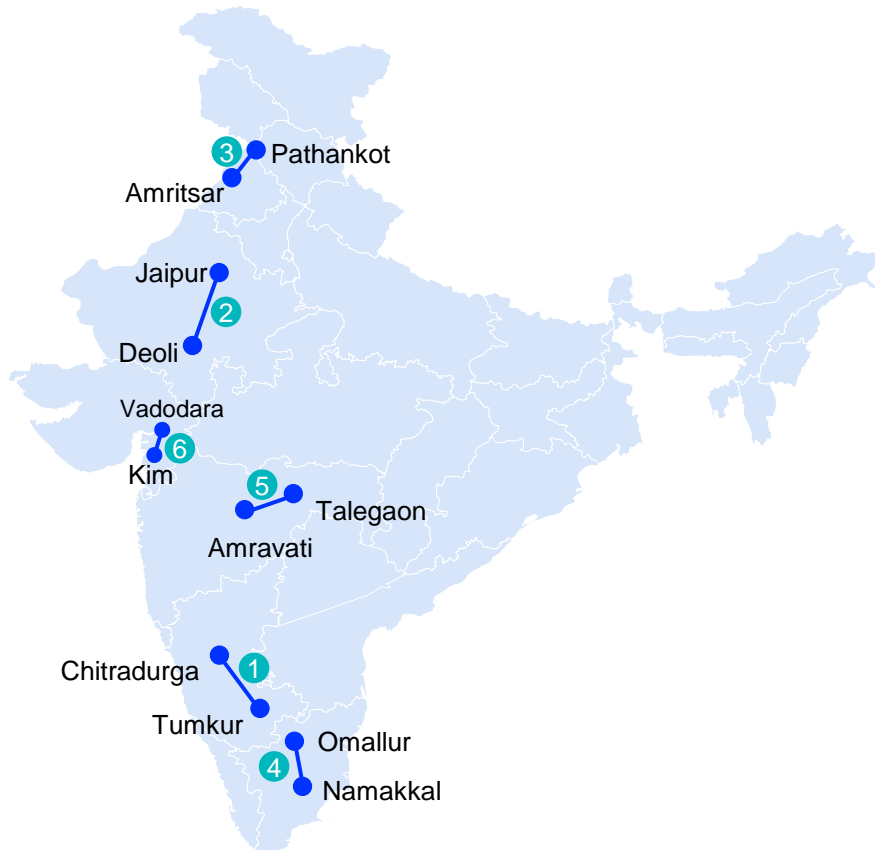 3
Pathankot
Amritsar
Jaipur
2
Deoli
Vadodara
6
Kim
5
Talegaon
Amravati
1
Chitradurga
Tumkur
Omallur
4
Namakkal